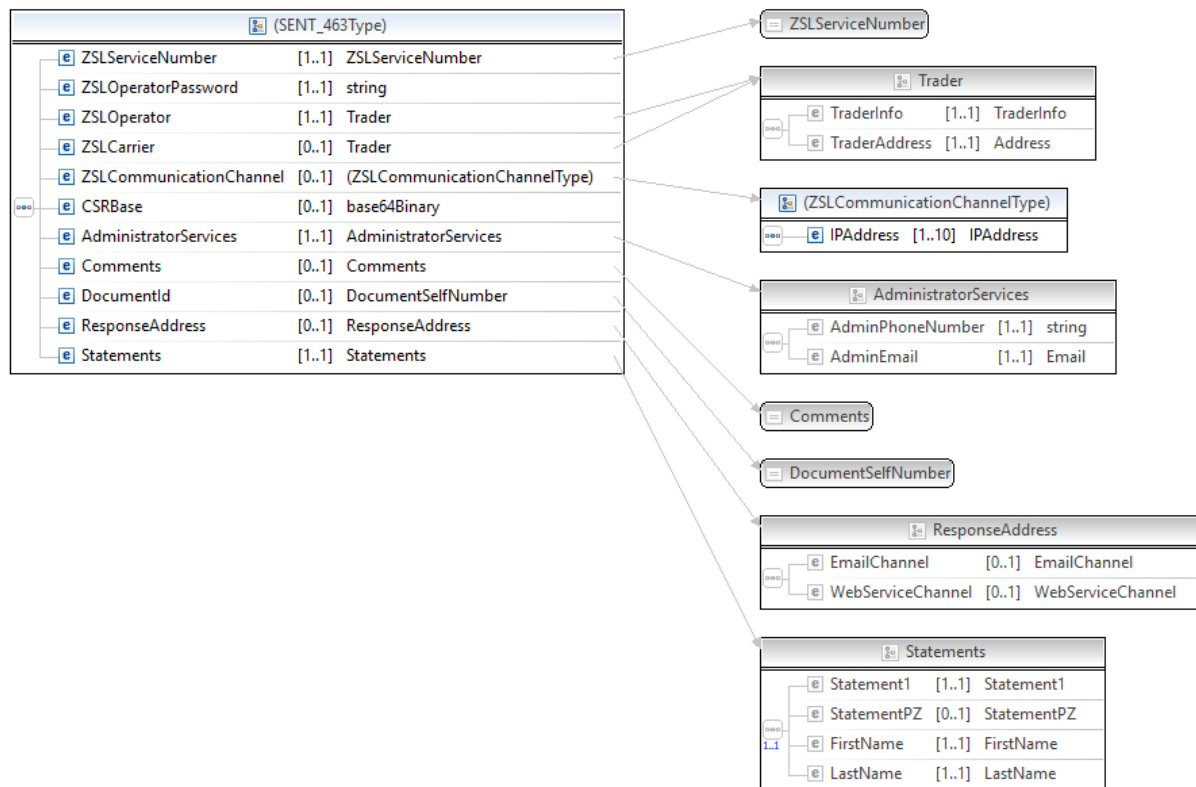 (SENT_463Type)
ZSLServiceNumber [1..1] ZSLServiceNumber
ZSLOperatorPassword [1..1] string
ZSLOperator [1..1] Trader
ZSLCarrier [0..1] Trader
ZSLCommunicationChannel [0..1] (ZSLCommunicationChannelType)
CSRBase [0..1] base64Binary
AdministratorServices [1..1] AdministratorServices
Comments [0..1] Comments
DocumentId [0..1] DocumentSelfNumber
ResponseAddress [0..1] ResponseAddress
Statements [1..1] Statements
ZSLServiceNumber
Trader
TraderInfo [1..1] TraderInfo
TraderAddress [1..1] Address
(ZSLCommunicationChannelType)
IPAddress [1..10] IPAddress
AdministratorServices
AdminPhoneNumber [1..1] string
AdminEmail [1..1] Email
Comments
DocumentSelfNumber
ResponseAddress
EmailChannel [0..1] EmailChannel
WebServiceChannel [0..1] WebServiceChannel
Statements
Statement1 [1..1] Statement1
StatementPZ [0..1] StatementPZ
1..1
FirstName [1..1] FirstName
LastName [1..1] LastName